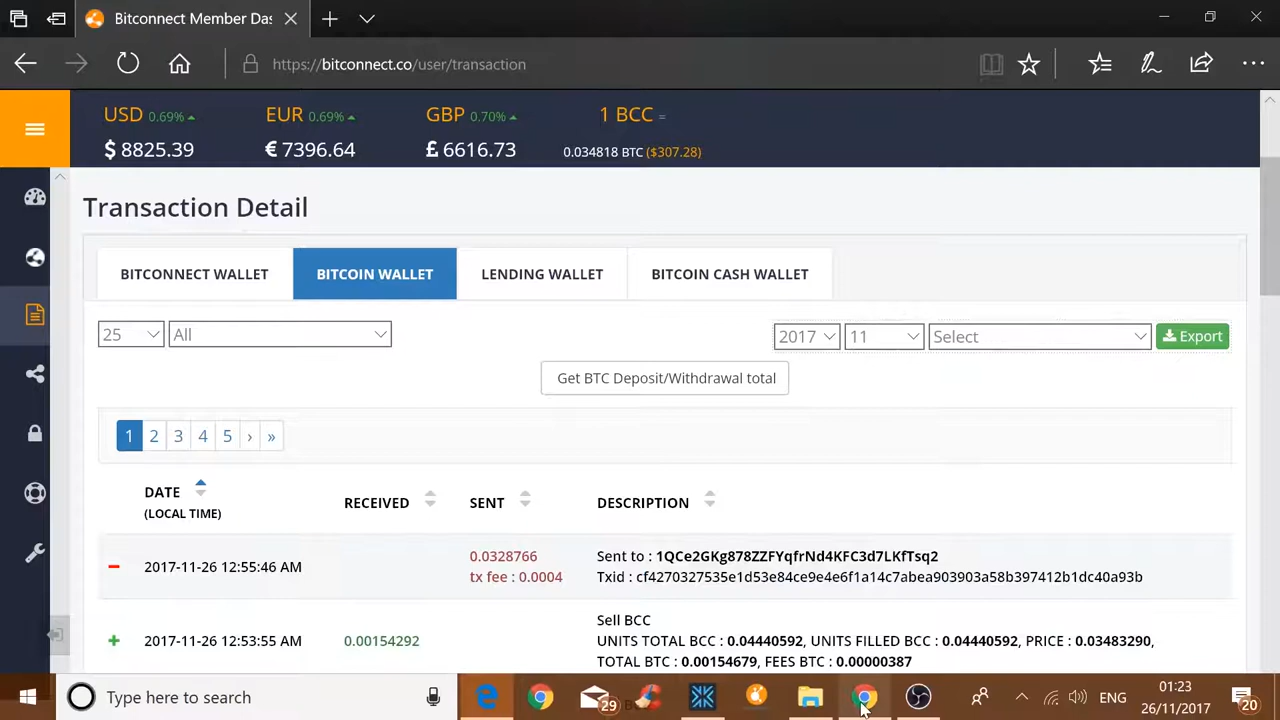 Bitconnect Member Das
https://bitconnect.co/user/transaction
USD 0.69% EUR 0.69% GBP 0.70% 1 BCC =
$ 8825.39 € 7396.64 £ 6616.73 0.034818 BTC ($307.28)
Transaction Detail
BITCONNECT WALLET BITCOIN WALLET LENDING WALLET BITCOIN CASH WALLET
25 All 2017 11 Select Export
Get BTC Deposit/Withdrawal total
1 2 3 4 5 › »
DATE RECEIVED SENT DESCRIPTION
(LOCAL TIME)
2017-11-26 12:55:46 AM 0.0328766 Sent to : 1QCe2GKg878ZZFYqfrNd4KFC3d7LKfTsq2
tx fee : 0.0004 Txid : cf4270327535e1d53e84ce9e4e6f1a14c7abea903903a58b397412b1dc40a93b
Sell BCC
2017-11-26 12:53:55 AM 0.00154292 UNITS TOTAL BCC : 0.04440592, UNITS FILLED BCC : 0.04440592, PRICE : 0.03483290,
TOTAL BTC : 0.00154679, FEES BTC : 0.00000387
Type here to search 29 ENG 01:23
26/11/2017 20